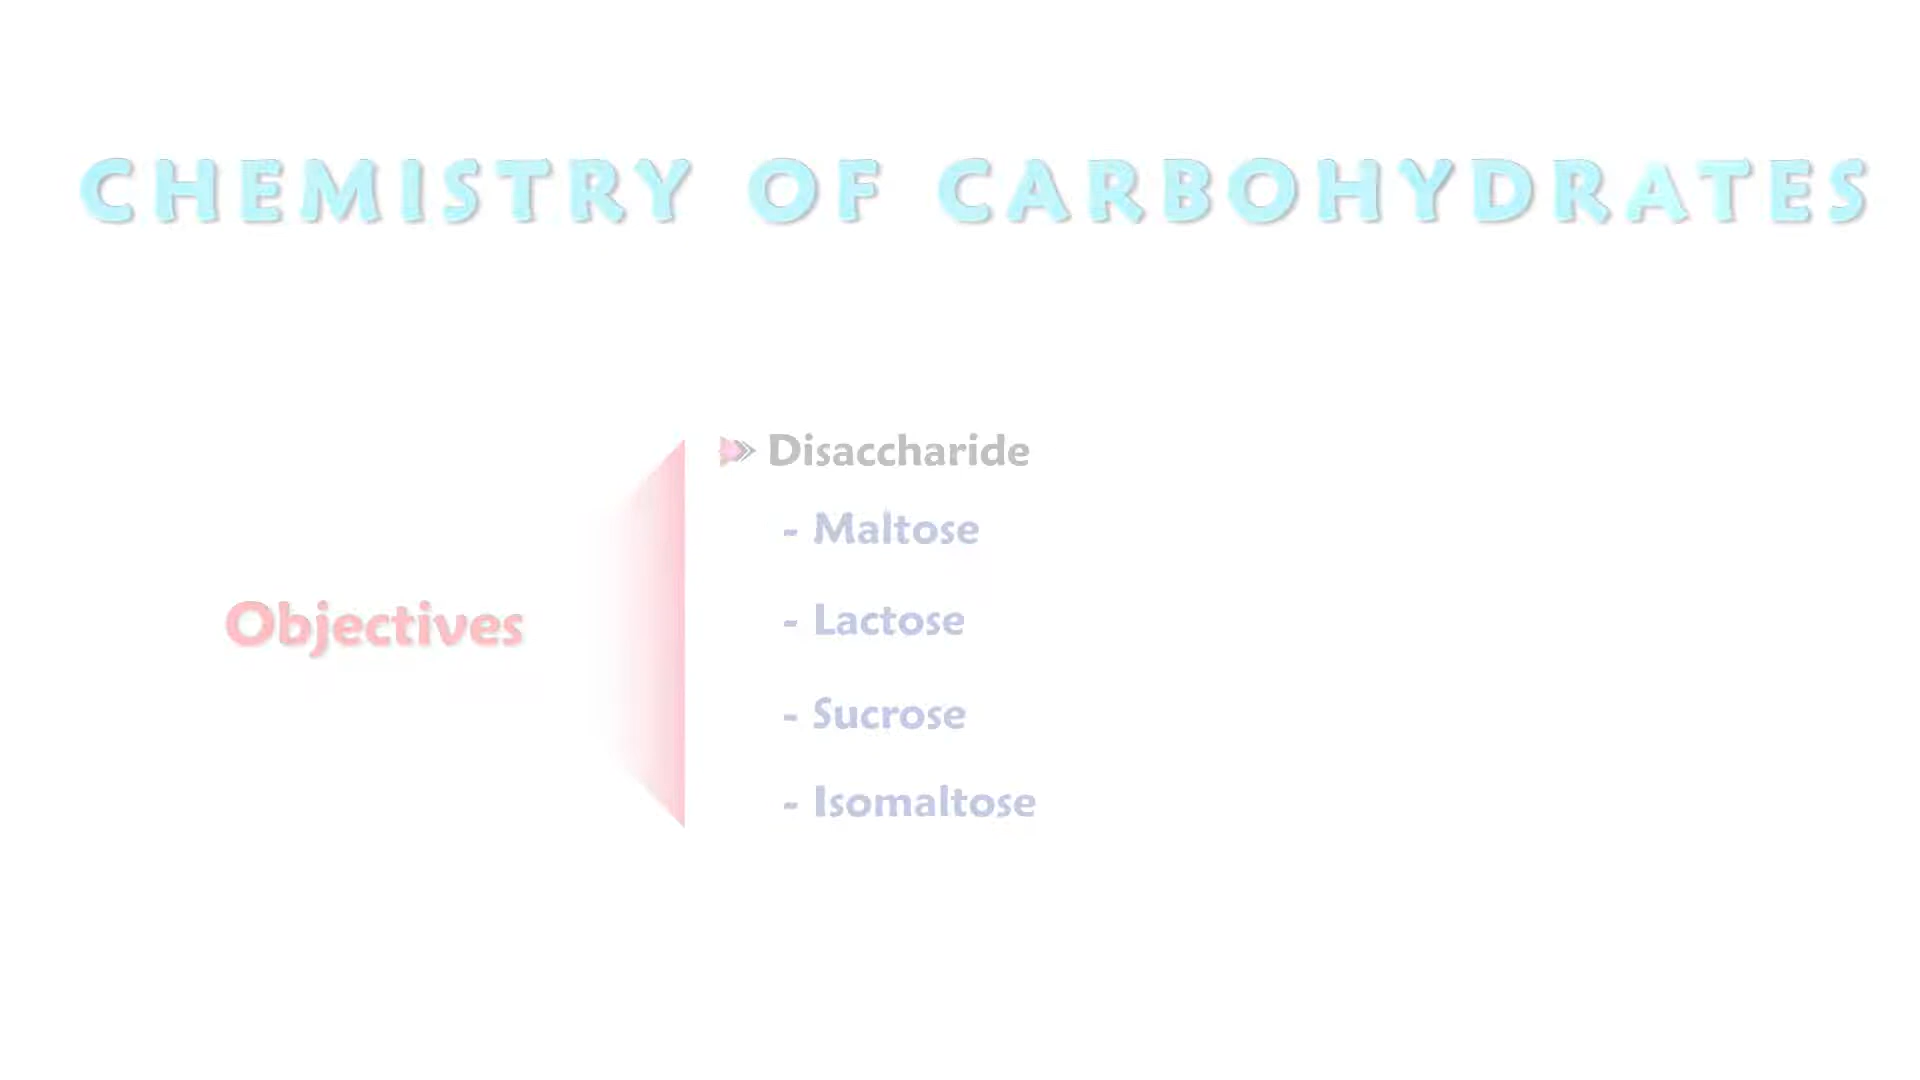 CHEMISTRY OF CARBOHYDRATES
Objectives
Disaccharide
- Maltose
- Lactose
- Sucrose
- Isomaltose